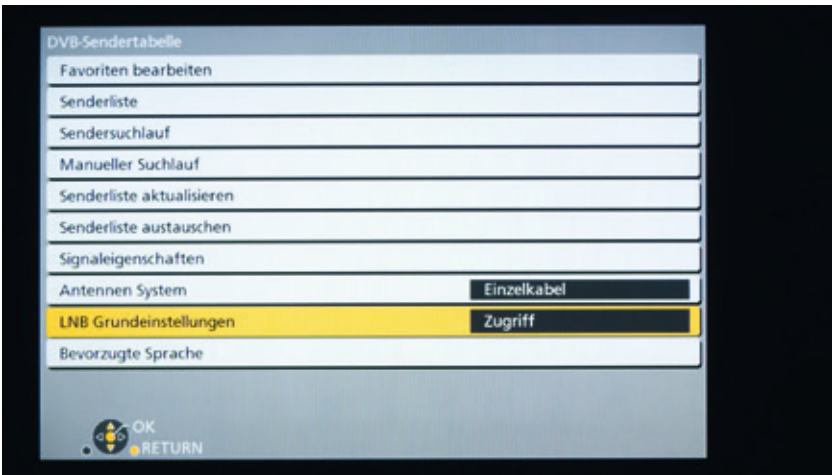 DVB-Sendertabelle
Favoriten bearbeiten
Senderliste
Sendersuchlauf
Manueller Suchlauf
Senderliste aktualisieren
Senderliste austauschen
Signaleigenschaften
Antennen System Einzelkabel
LNB Grundeinstellungen Zugriff
Bevorzugte Sprache
OK
RETURN